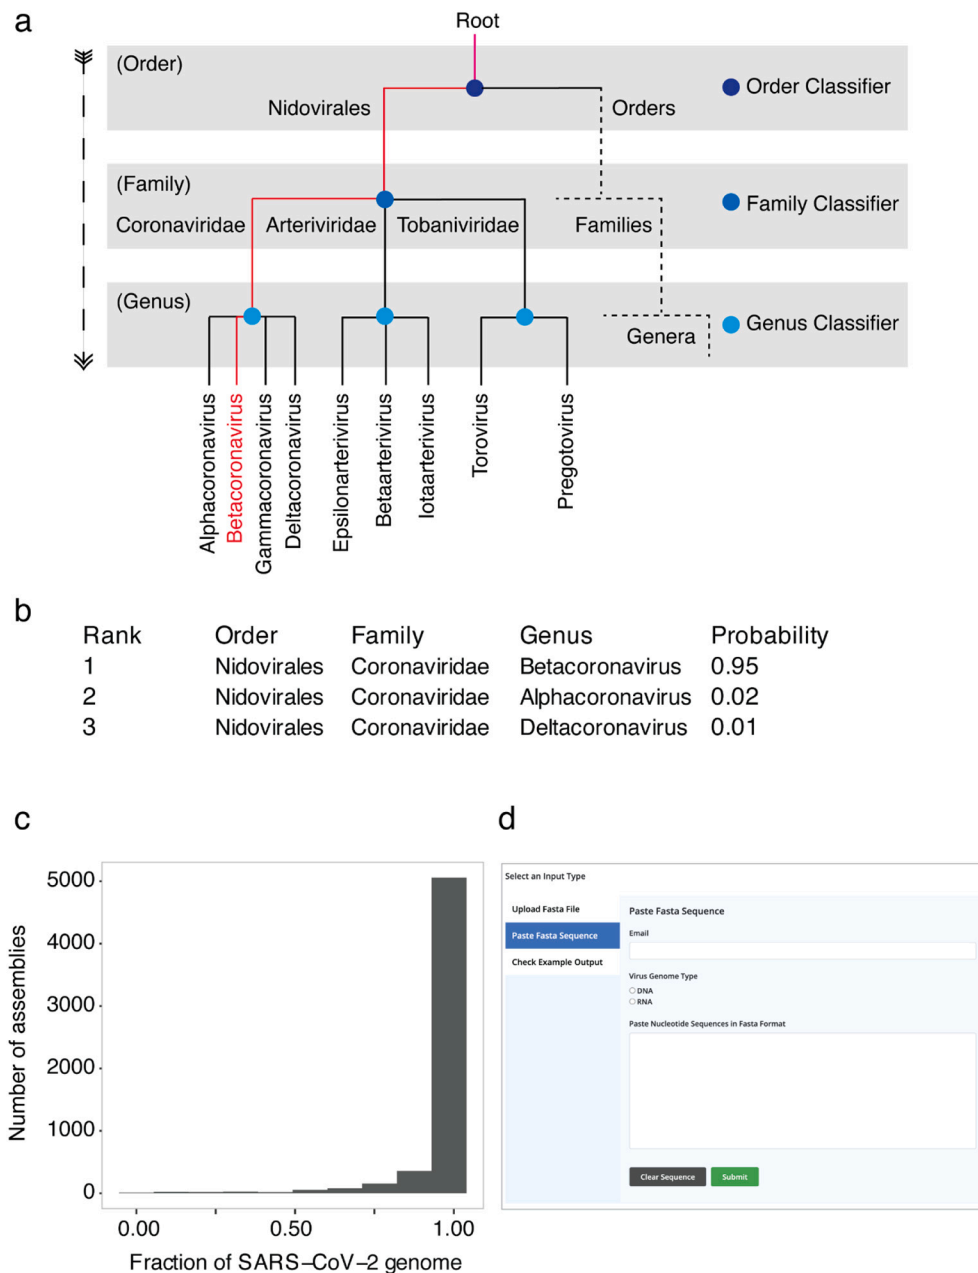 a
Root
(Order)
Nidovirales
Orders
Order Classifier
(Family)
Coronaviridae
Arteriviridae
Tobaniviridae
Families
Family Classifier
(Genus)
Genera
Genus Classifier
Alphacoronavirus
Betacoronavirus
Gammacoronavirus
Deltacoronavirus
Epsilonarterivirus
Betaarterivirus
Iotaarterivirus
Torovirus
Pregotovirus
b
Rank Order Family Genus Probability
1 Nidovirales Coronaviridae Betacoronavirus 0.95
2 Nidovirales Coronaviridae Alphacoronavirus 0.02
3 Nidovirales Coronaviridae Deltacoronavirus 0.01
c
Number of assemblies
5000
4000
3000
2000
1000
0
0.00 0.50 1.00
Fraction of SARS–CoV–2 genome
d
Select an Input Type
Upload Fasta File
Paste Fasta Sequence
Check Example Output
Paste Fasta Sequence
Email
Virus Genome Type
DNA
RNA
Paste Nucleotide Sequences in Fasta Format
Clear Sequence Submit